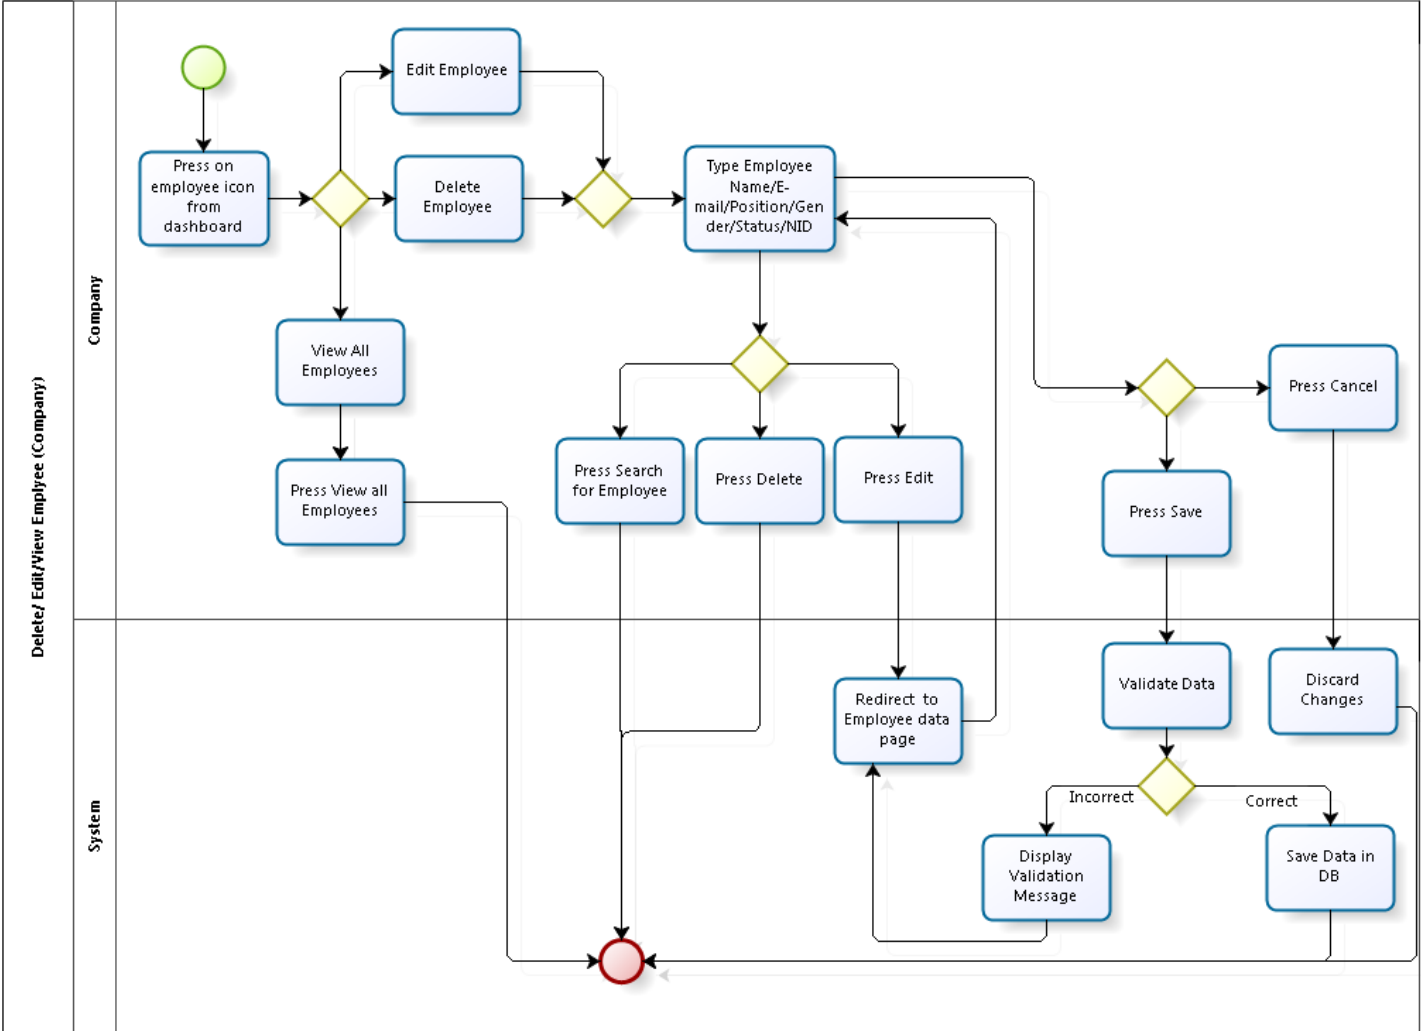 Delete/ Edit/View Emplyee (Company)
Company
System
Edit Employee
Press on
employee icon
from
dashboard
Delete
Employee
Type Employee
Name/E-
mail/Position/Gen
der/Status/NID
View All
Employees
Press Cancel
Press View all
Employees
Press Search
for Employee
Press Delete
Press Edit
Press Save
Redirect to
Employee data
page
Validate Data
Discard
Changes
Incorrect
Correct
Display
Validation
Message
Save Data in
DB